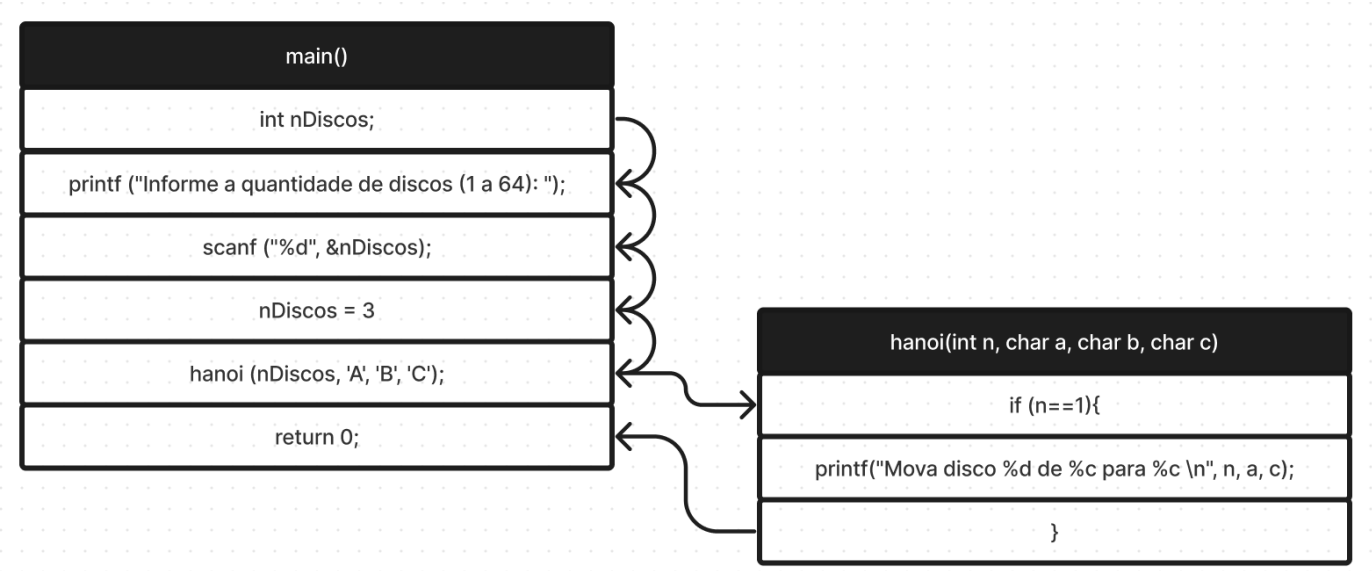 main()
int nDiscos;
printf ("Informe a quantidade de discos (1 a 64): ");
scanf ("%d", &nDiscos);
nDiscos = 3
hanoi (nDiscos, 'A', 'B', 'C');
return 0;
hanoi(int n, char a, char b, char c)
if (n==1){
printf("Mova disco %d de %c para %c \n", n, a, c);
}